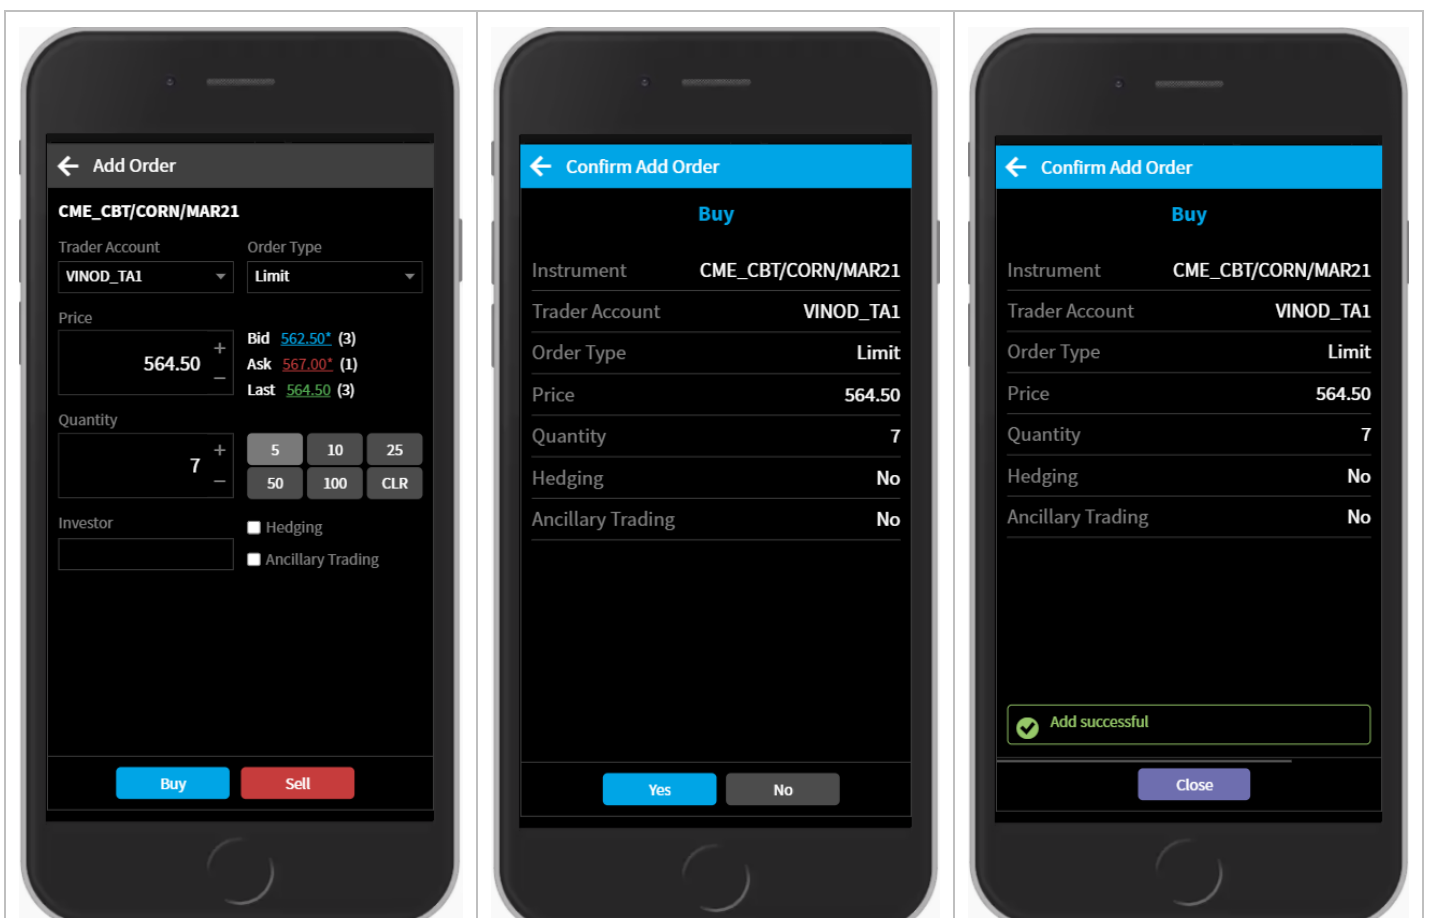 Add Order
CME_CBT/CORN/MAR21
Trader Account Order Type
VINOD_TA1 Limit
Price
564.50 + −
Bid 562.50* (3)
Ask 567.00* (1)
Last 564.50 (3)
Quantity
7 + −
5 10 25
50 100 CLR
Investor
Hedging
Ancillary Trading
Buy Sell
Confirm Add Order
Buy
Instrument CME_CBT/CORN/MAR21
Trader Account VINOD_TA1
Order Type Limit
Price 564.50
Quantity 7
Hedging No
Ancillary Trading No
Yes No
Confirm Add Order
Buy
Instrument CME_CBT/CORN/MAR21
Trader Account VINOD_TA1
Order Type Limit
Price 564.50
Quantity 7
Hedging No
Ancillary Trading No
Add successful
Close